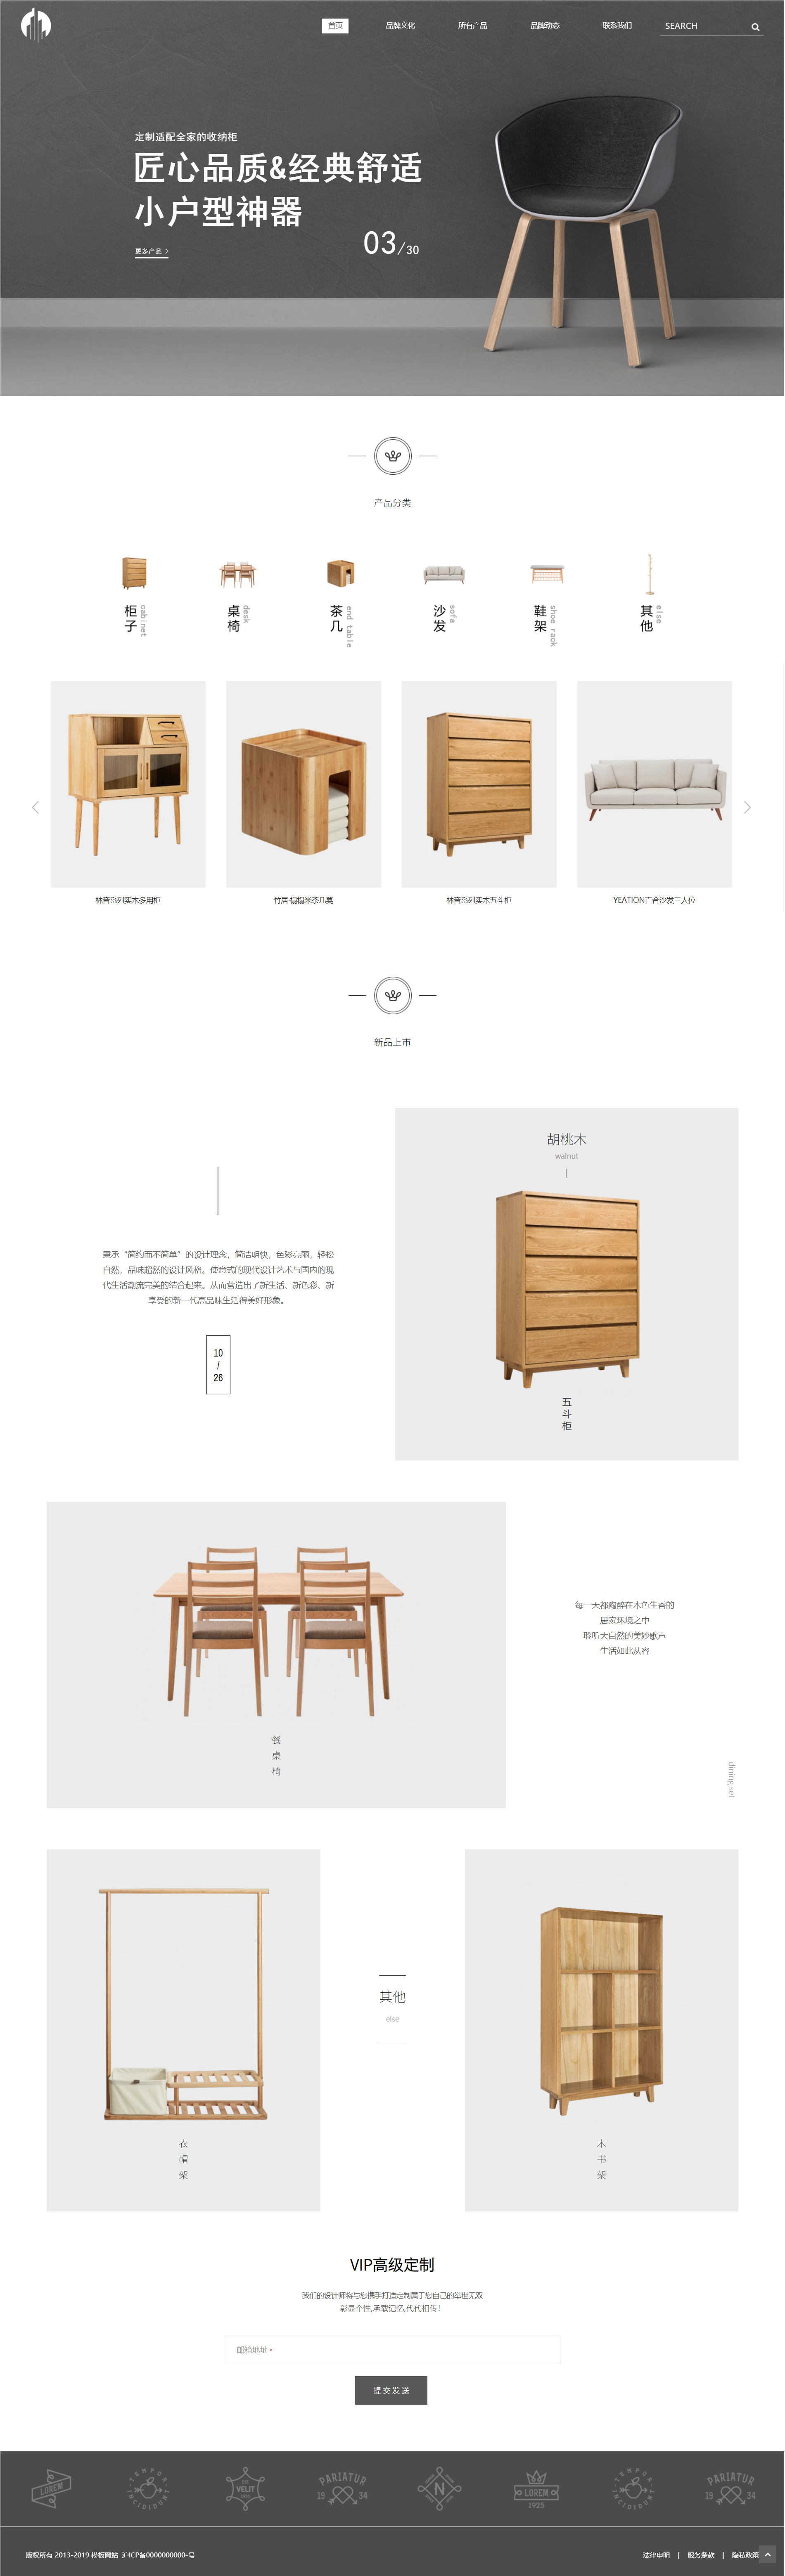 首页 品牌文化 所有产品 品牌动态 联系我们 SEARCH
定制适配全家的收纳柜
匠心品质&经典舒适
小户型神器
更多产品 >
03/30
产品分类
柜子 cabinet
桌椅 desk
茶几 end table
沙发 sofa
鞋架 shoe rack
其他 else
林音系列实木多用柜
竹居·榻榻米茶几凳
林音系列实木五斗柜
YEATION百合沙发三人位
新品上市
胡桃木
walnut
秉承“简约而不简单”的设计理念，简洁明快，色彩亮丽，轻松
自然，品味超然的设计风格。使意式的现代设计艺术与国内的现
代生活潮流完美的结合起来。从而营造出了新生活、新色彩、新
享受的新一代高品味生活得美好形象。
10
/
26
五斗柜
每一天都陶醉在木色生香的
居家环境之中
聆听大自然的美妙歌声
生活如此从容
餐桌椅
dining set
其他
else
衣帽架
木书架
VIP高级定制
我们的设计师将与您携手打造定制属于您自己的举世无双
彰显个性,承载记忆,代代相传！
邮箱地址 *
提交发送
LOREM
TEMPOR INCIDIDUNT
VELIT
PARIATUR
19 34
N
LOREM
1925
TEMPOR INCIDIDUNT
PARIATUR
19 34
版权所有 2013-2019 模板网站 沪ICP备0000000000-号
法律申明 | 服务条款 | 隐私政策